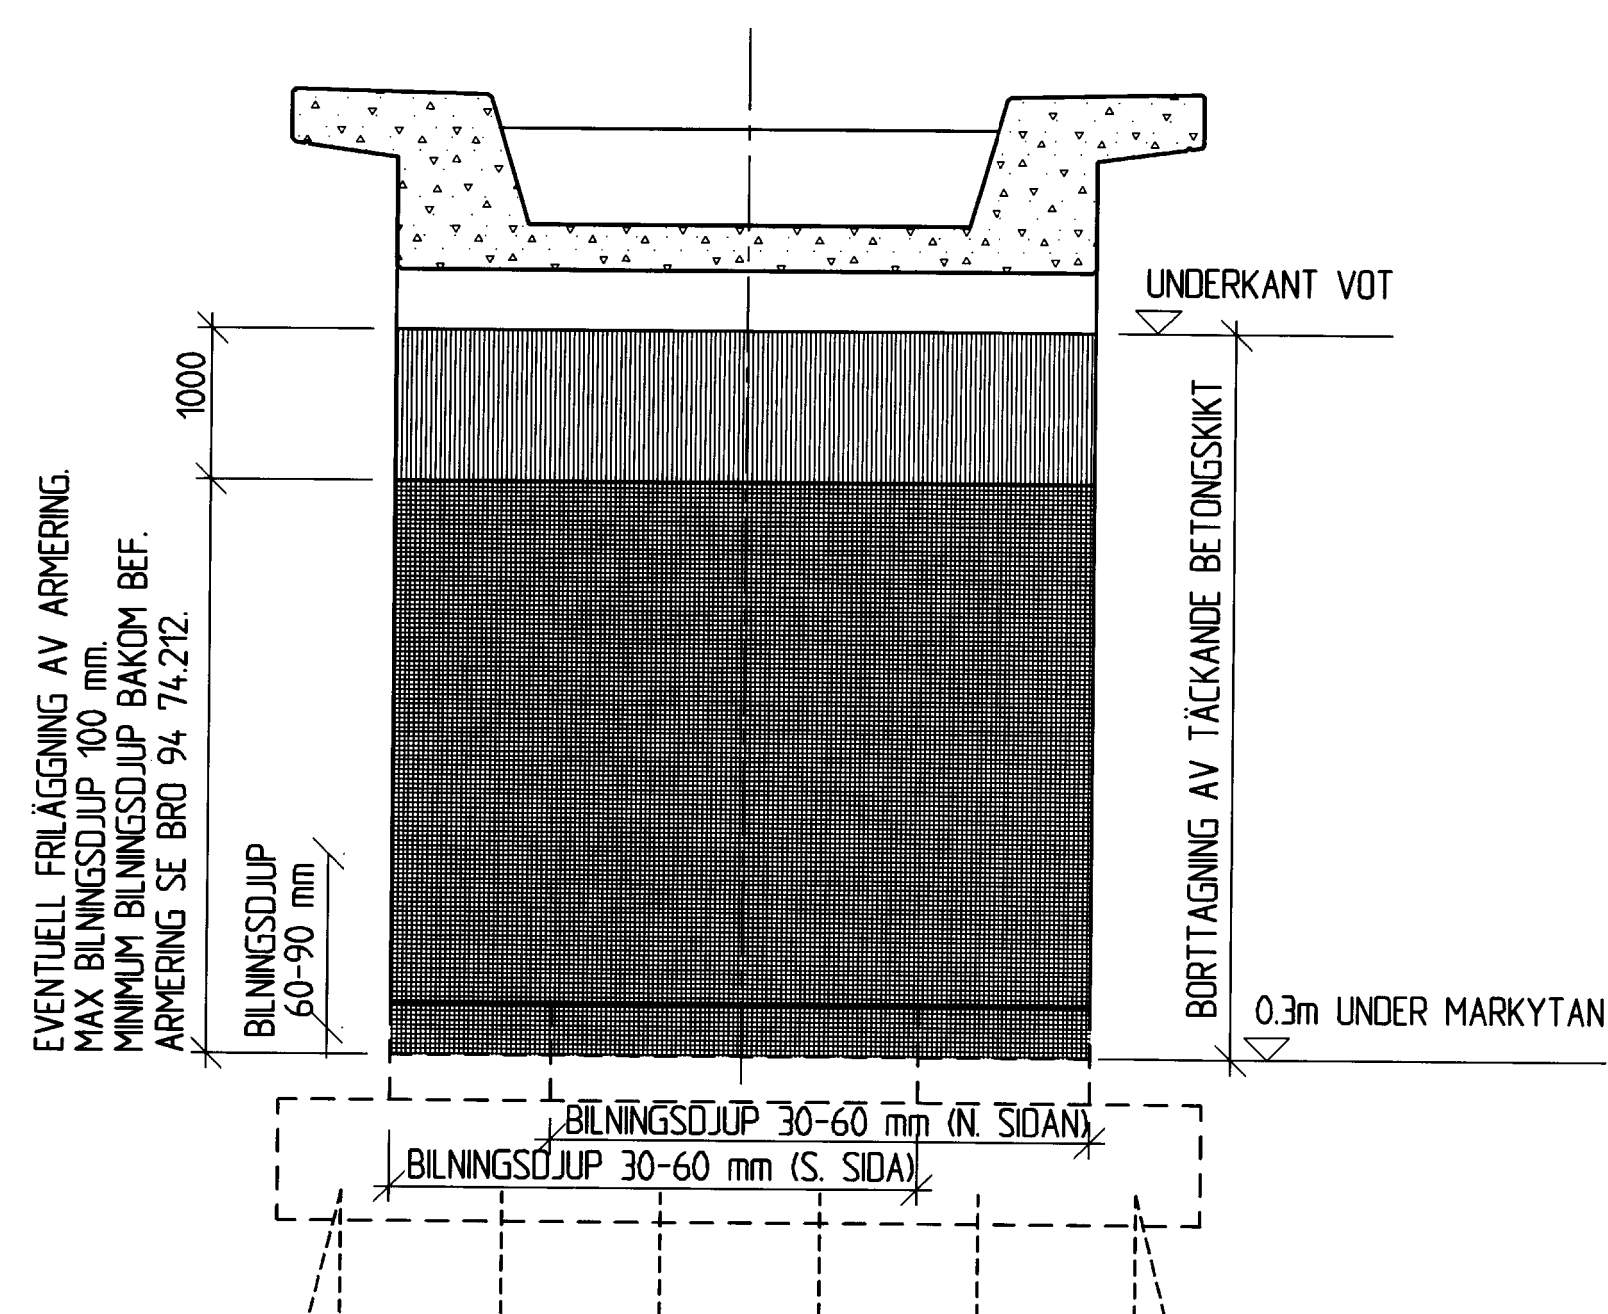 UNDERKANT VOT
1000
BORTTAGNING AV TÄCKANDE BETONGSKIKT
EVENTUELL FRILÄGGNING AV ARMERING.
MAX BILNINGSDJUP 100 mm.
MINIMUM BILNINGSDJUP BAKOM BEF.
ARMERING SE BRO 94 74.212.
BILNINGSDJUP
60-90 mm
0.3m UNDER MARKYTAN
BILNINGSDJUP 30-60 mm (N. SIDAN)
BILNINGSDJUP 30-60 mm (S. SIDA)